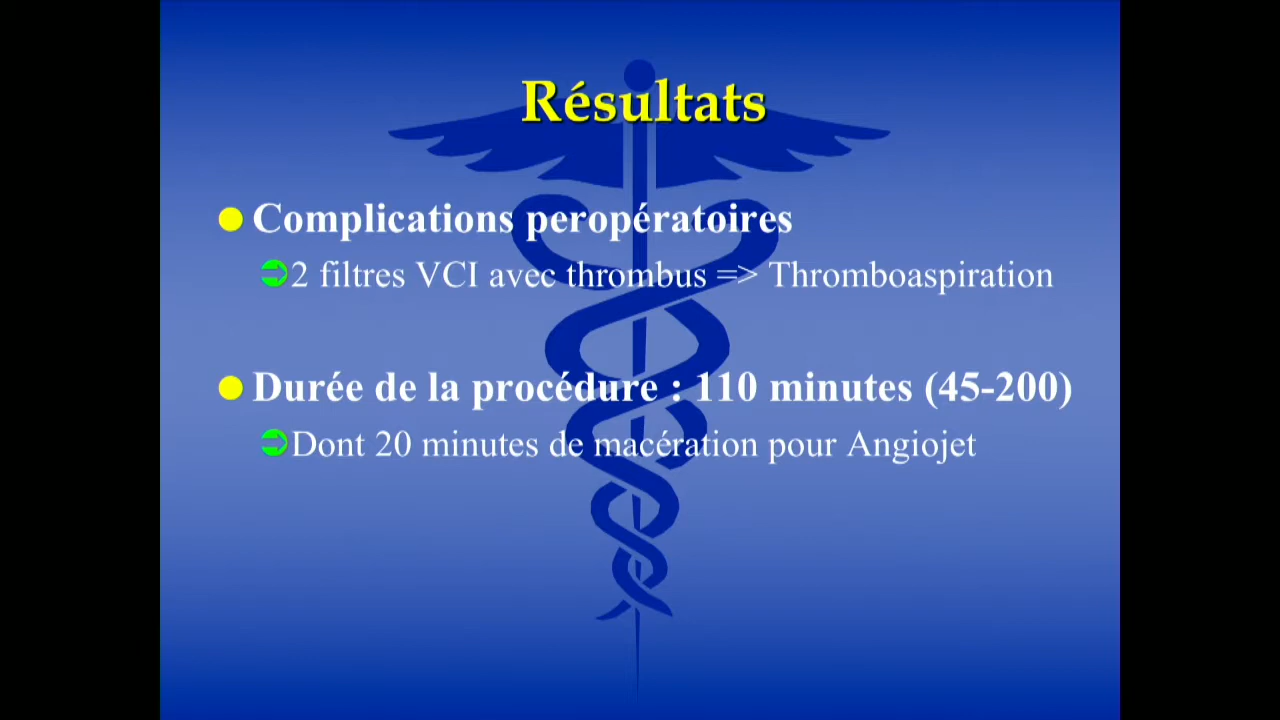 Résultats
Complications peropératoires
2 filtres VCI avec thrombus => Thromboaspiration
Durée de la procédure : 110 minutes (45-200)
Dont 20 minutes de macération pour Angiojet